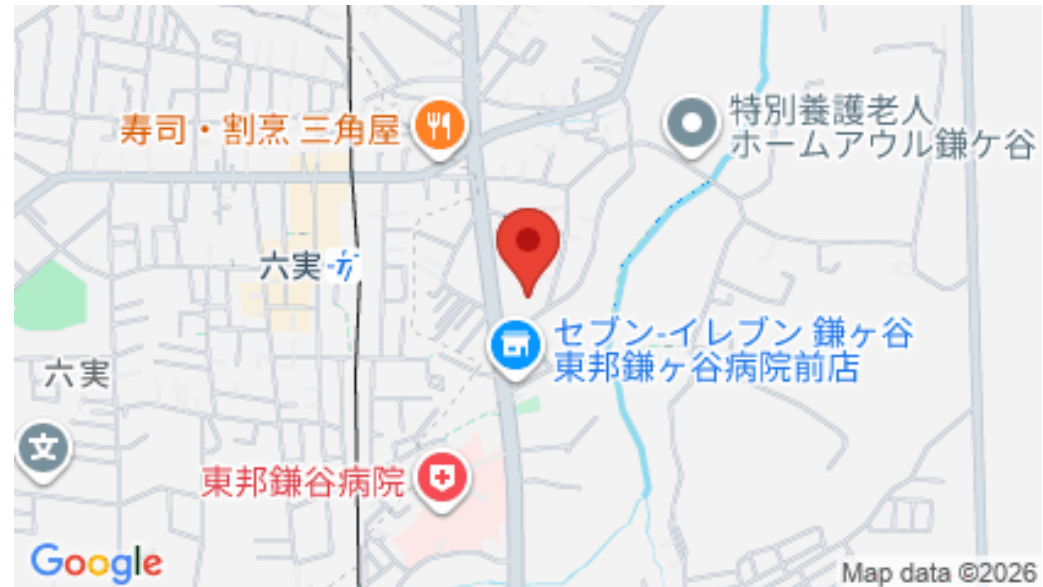 寿司・割烹 三角屋
特別養護老人
ホームアウル鎌ケ谷
六実
セブン-イレブン 鎌ヶ谷
東邦鎌ヶ谷病院前店
六実
文
東邦鎌谷病院
Google
Map data ©2026